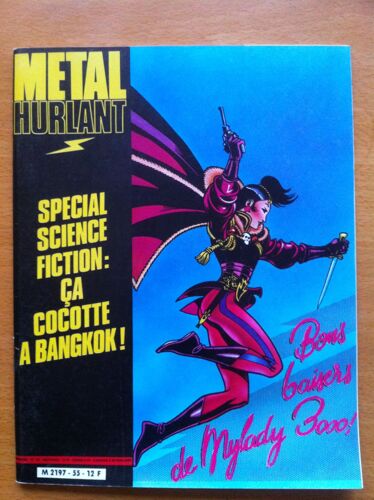 METAL
HURLANT
SPECIAL
SCIENCE
FICTION:
ÇA
COCOTTE
A BANGKOK!
Bons
baisers
de Mylady 3000!
M 2197 - 55 - 12 F